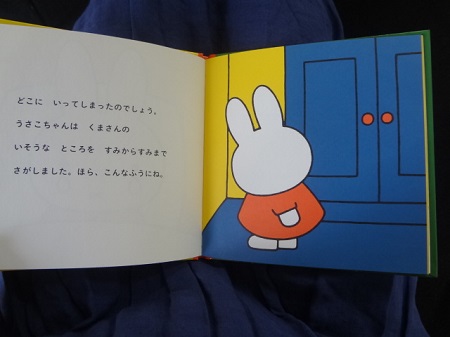 どこに　いってしまったのでしょう。
うさこちゃんは　くまさんの
いそうな　ところを　すみからすみまで
さがしました。ほら、こんなふうにね。